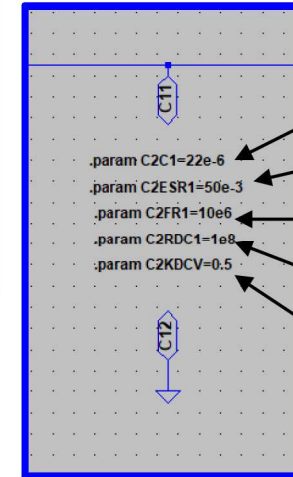 C11
.param C2C1=22e-6
.param C2ESR1=50e-3
.param C2FR1=10e6
.param C2RDC1=1e8
.param C2KDCV=0.5
C12